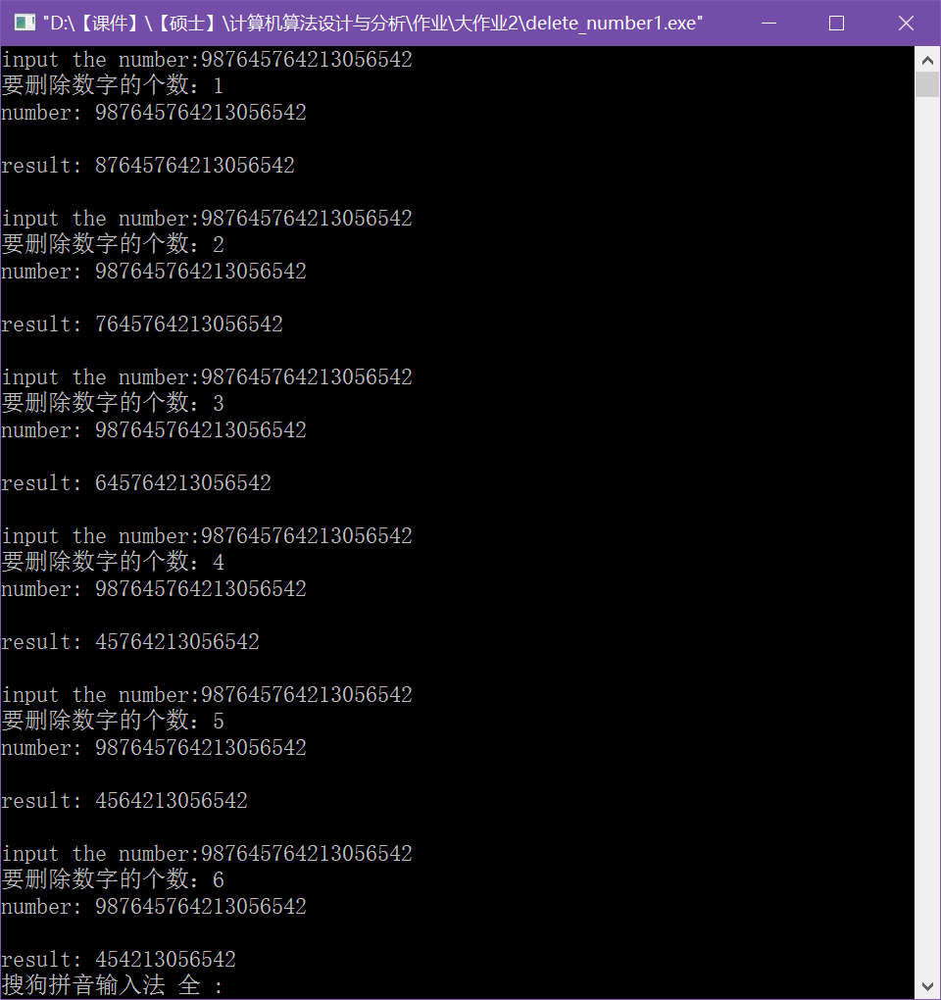 "D:\【课件】\【硕士】\计算机算法设计与分析\作业\大作业2\delete_number1.exe"
input the number:987645764213056542
要删除数字的个数：1
number: 987645764213056542
result: 87645764213056542
input the number:987645764213056542
要删除数字的个数：2
number: 987645764213056542
result: 7645764213056542
input the number:987645764213056542
要删除数字的个数：3
number: 987645764213056542
result: 645764213056542
input the number:987645764213056542
要删除数字的个数：4
number: 987645764213056542
result: 45764213056542
input the number:987645764213056542
要删除数字的个数：5
number: 987645764213056542
result: 4564213056542
input the number:987645764213056542
要删除数字的个数：6
number: 987645764213056542
result: 454213056542
搜狗拼音输入法 全 :